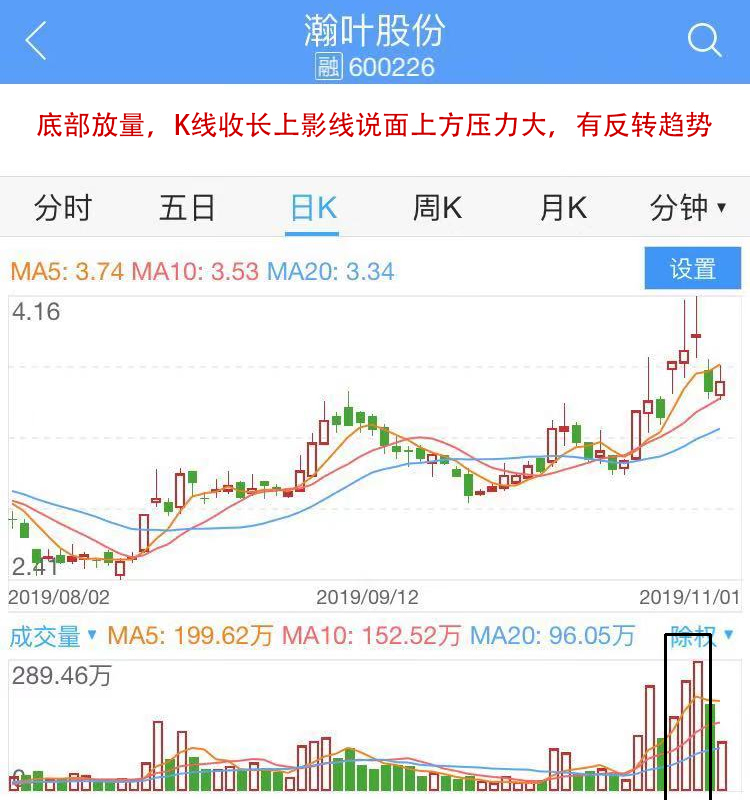 瀚叶股份
融 600226
底部放量，K线收长上影线说面上方压力大，有反转趋势
分时 五日 日K 周K 月K 分钟▼
MA5: 3.74 MA10: 3.53 MA20: 3.34 设置
4.16
2.41
2019/08/02 2019/09/12 2019/11/01
成交量▼ MA5: 199.62万 MA10: 152.52万 MA20: 96.05万 除权▼
289.46万
0